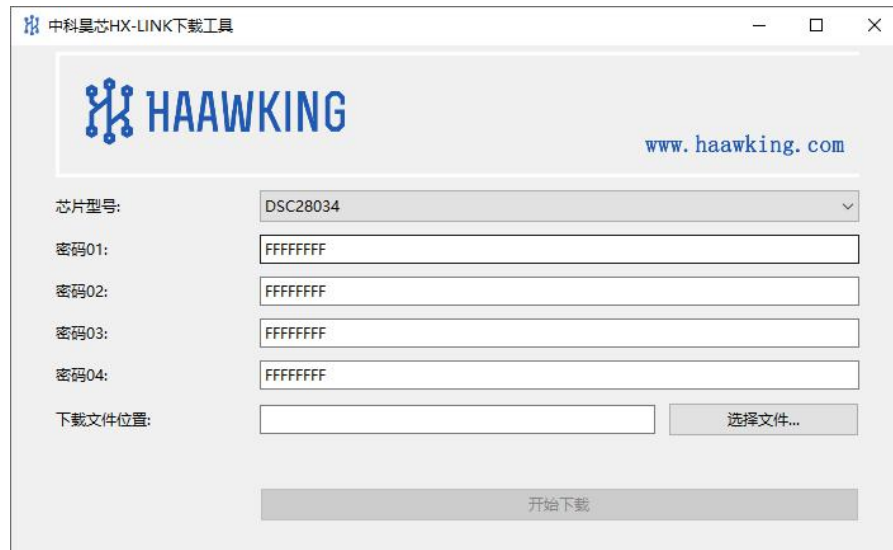 中科昊芯HX-LINK下载工具
HAAWKING
www.haawking.com
芯片型号: DSC28034
密码01: FFFFFFFF
密码02: FFFFFFFF
密码03: FFFFFFFF
密码04: FFFFFFFF
下载文件位置: 选择文件...
开始下载